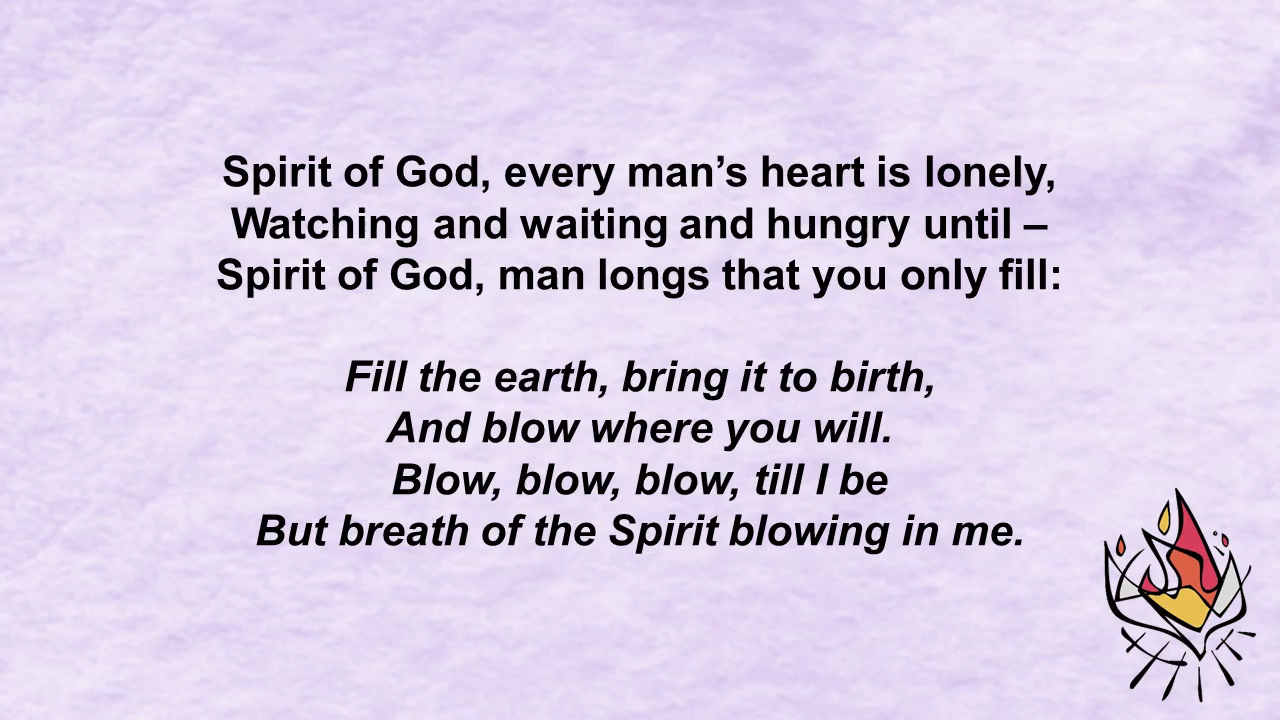 Spirit of God, every man’s heart is lonely,
Watching and waiting and hungry until –
Spirit of God, man longs that you only fill:
Fill the earth, bring it to birth,
And blow where you will.
Blow, blow, blow, till I be
But breath of the Spirit blowing in me.